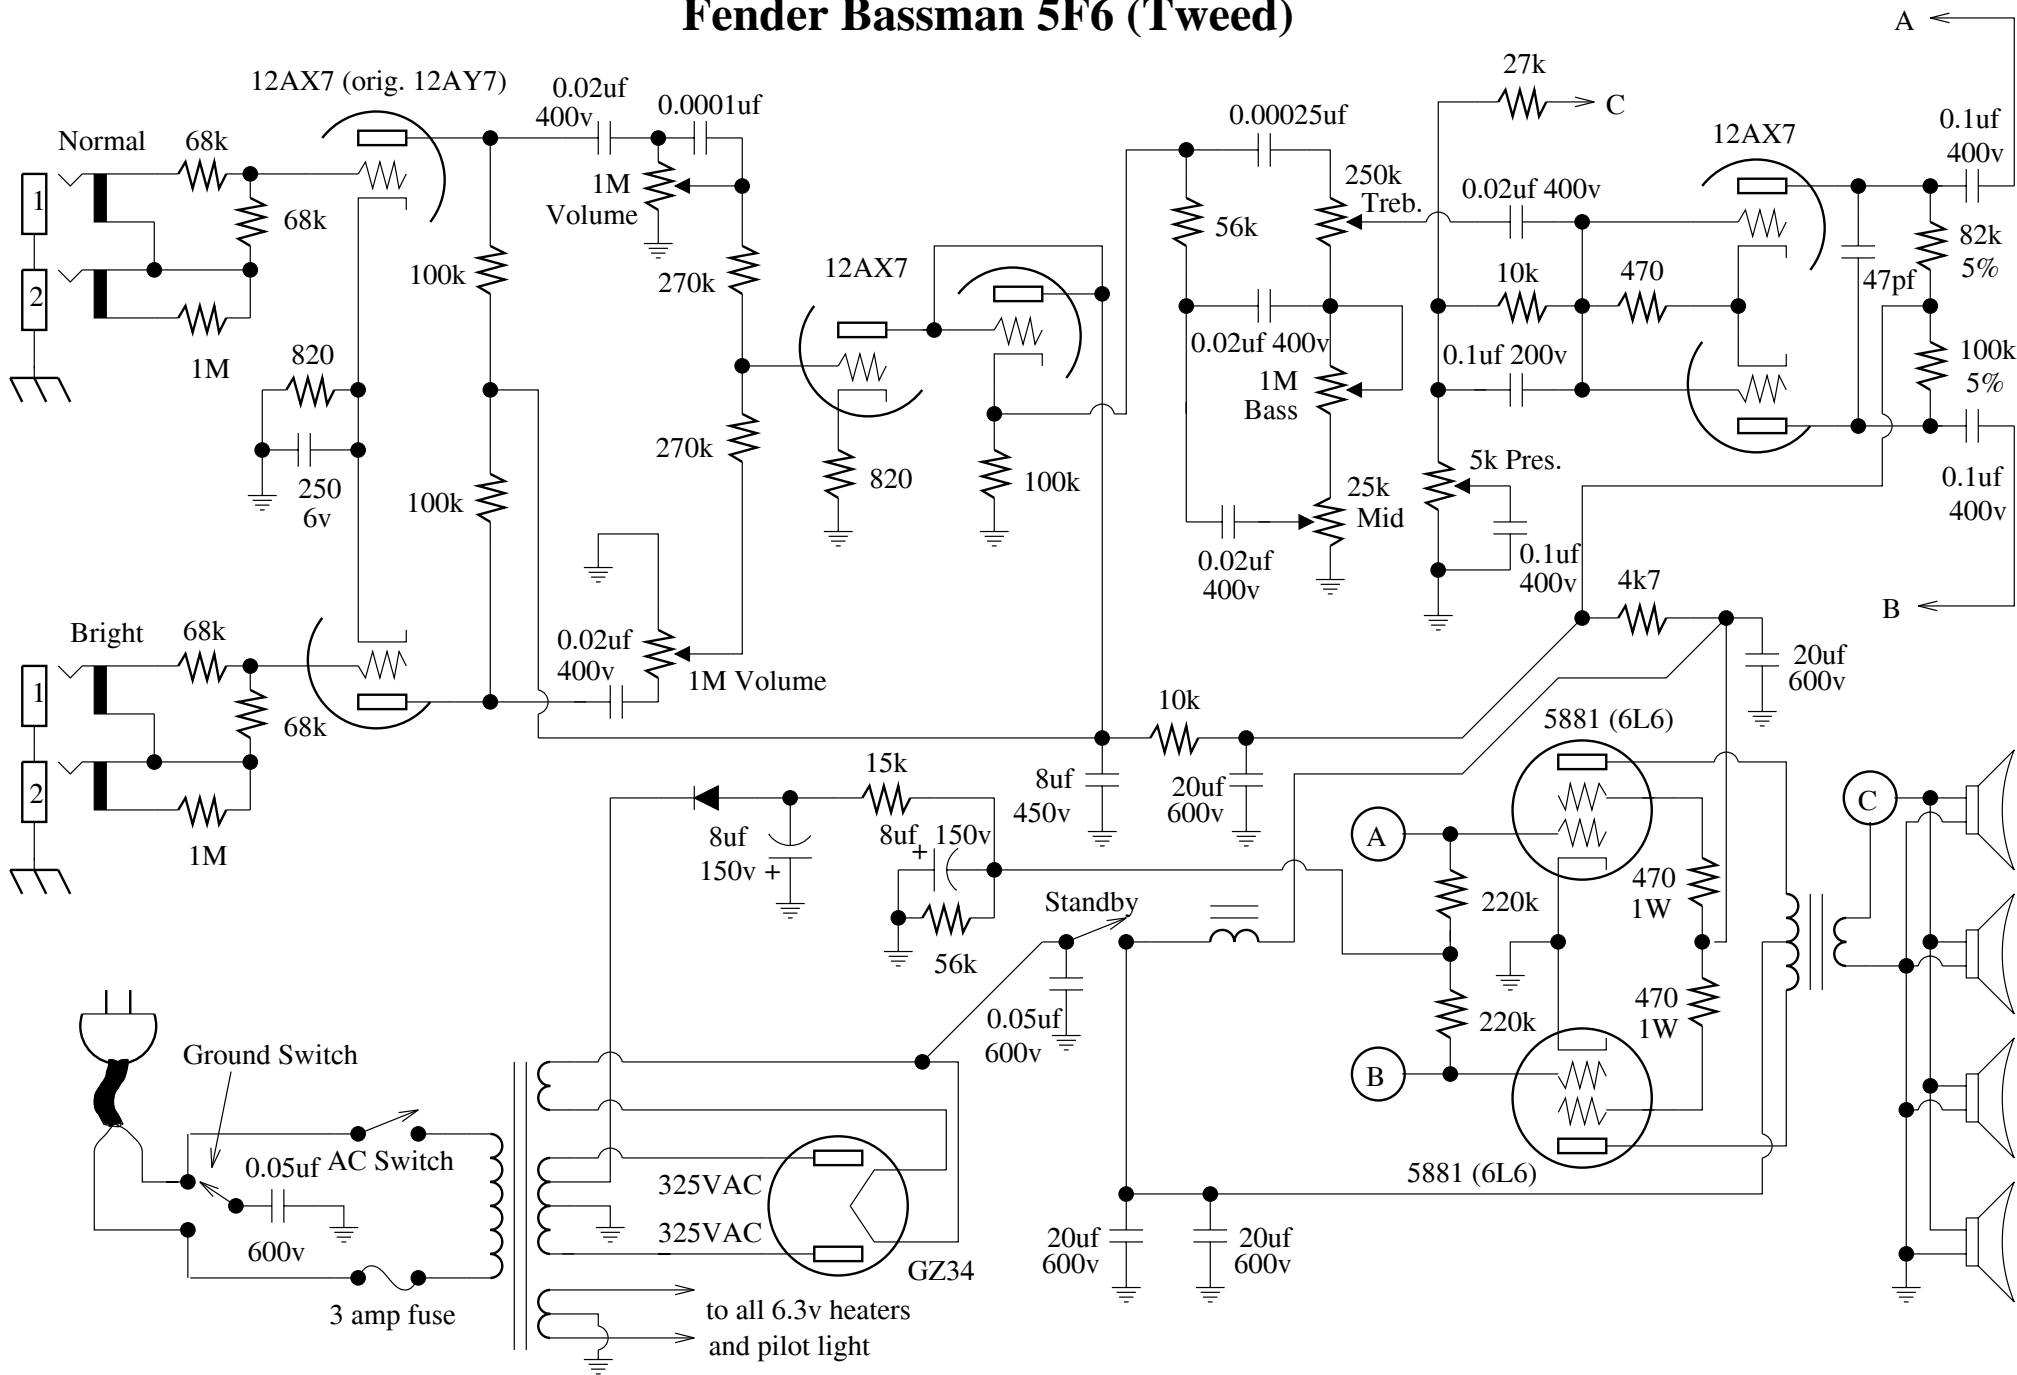 Fender Bassman 5F6 (Tweed)
A
12AX7 (orig. 12AY7)
0.02uf
400v
0.0001uf
27k
C
0.00025uf
12AX7
0.1uf
400v
Normal
68k
1M
Volume
250k
Treb.
0.02uf 400v
1
68k
56k
82k
5%
100k
270k
12AX7
10k
470
47pf
2
0.02uf 400v
0.1uf 200v
100k
5%
1M
820
1M
Bass
250
6v
100k
270k
820
100k
25k
Mid
5k Pres.
0.1uf
400v
0.02uf
400v
0.1uf
400v
4k7
B
Bright
68k
0.02uf
400v
1M Volume
20uf
600v
1
68k
10k
5881 (6L6)
2
15k
8uf
450v
20uf
600v
C
1M
8uf
150v +
8uf
+
150v
A
470
1W
220k
Standby
56k
470
1W
220k
0.05uf
600v
Ground Switch
B
0.05uf
AC Switch
600v
325VAC
325VAC
5881 (6L6)
20uf
600v
20uf
600v
GZ34
3 amp fuse
to all 6.3v heaters
and pilot light